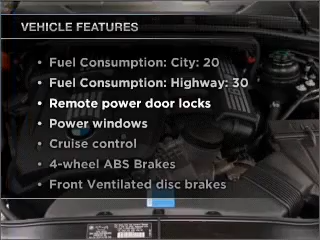 VEHICLE FEATURES
• Fuel Consumption: City: 20
• Fuel Consumption: Highway: 30
• Remote power door locks
• Power windows
• Cruise control
• 4-wheel ABS Brakes
• Front Ventilated disc brakes